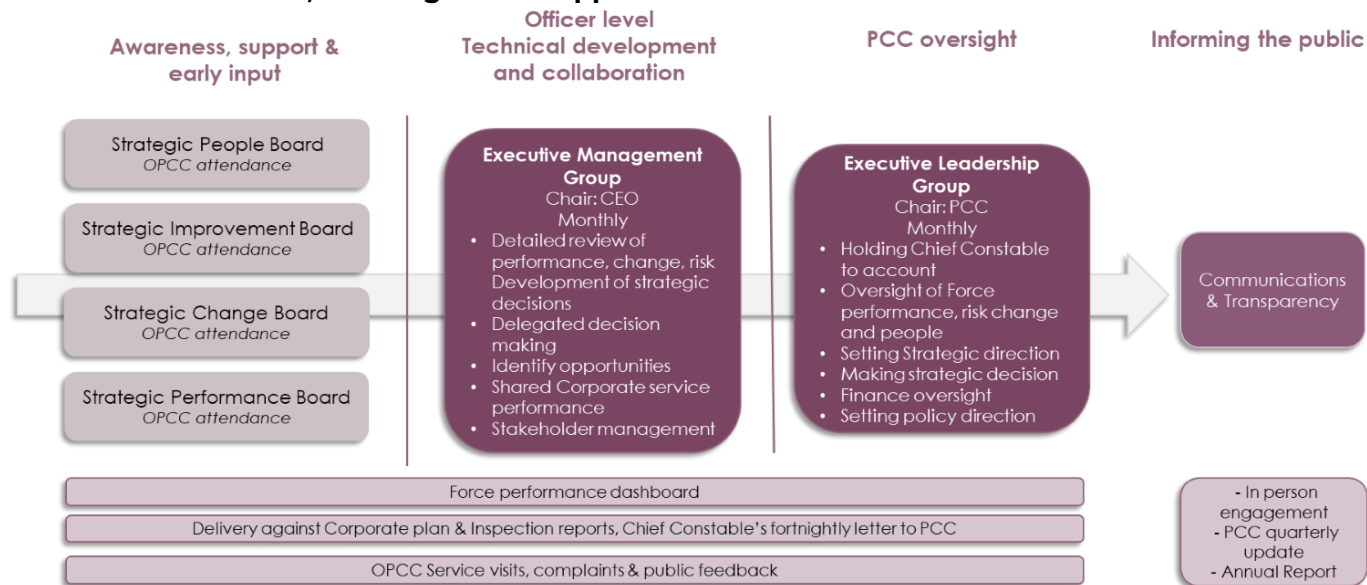 Awareness, support &
early input
Officer level
Technical development
and collaboration
PCC oversight
Informing the public
Strategic People Board
OPCC attendance
Strategic Improvement Board
OPCC attendance
Strategic Change Board
OPCC attendance
Strategic Performance Board
OPCC attendance
Executive Management
Group
Chair: CEO
Monthly
• Detailed review of
performance, change, risk
Development of strategic
decisions
• Delegated decision
making
• Identify opportunities
• Shared Corporate service
performance
• Stakeholder management
Executive Leadership
Group
Chair: PCC
Monthly
• Holding Chief Constable
to account
• Oversight of Force
performance, risk change
and people
• Setting Strategic direction
• Making strategic decision
• Finance oversight
• Setting policy direction
Communications
& Transparency
Force performance dashboard
Delivery against Corporate plan & Inspection reports, Chief Constable's fortnightly letter to PCC
OPCC Service visits, complaints & public feedback
- In person
engagement
- PCC quarterly
update
- Annual Report